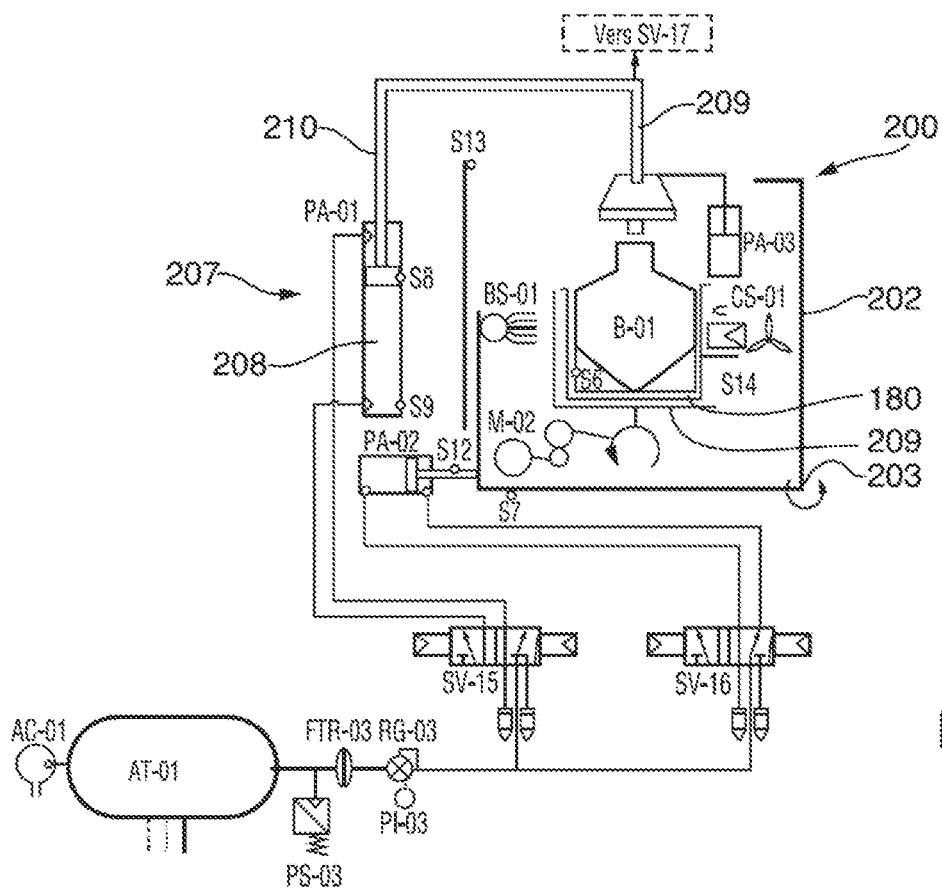 Vers SV-17
210
209
200
S13
PA-01
PA-03
207
S8
BS-01
CS-01
202
B-01
208
S6
S14
S9
180
M-02
PA-02
S12
209
203
S7
SV-15
SV-16
AC-01
FTR-03
RG-03
AT-01
PI-03
PS-03